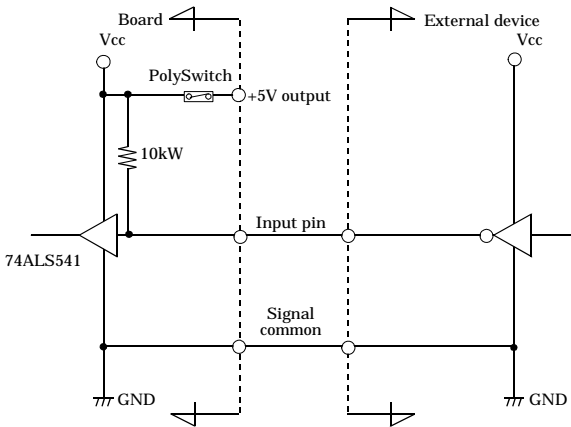 Board
External device
Vcc
Vcc
PolySwitch
+5V output
10kW
Input pin
74ALS541
Signal
common
GND
GND